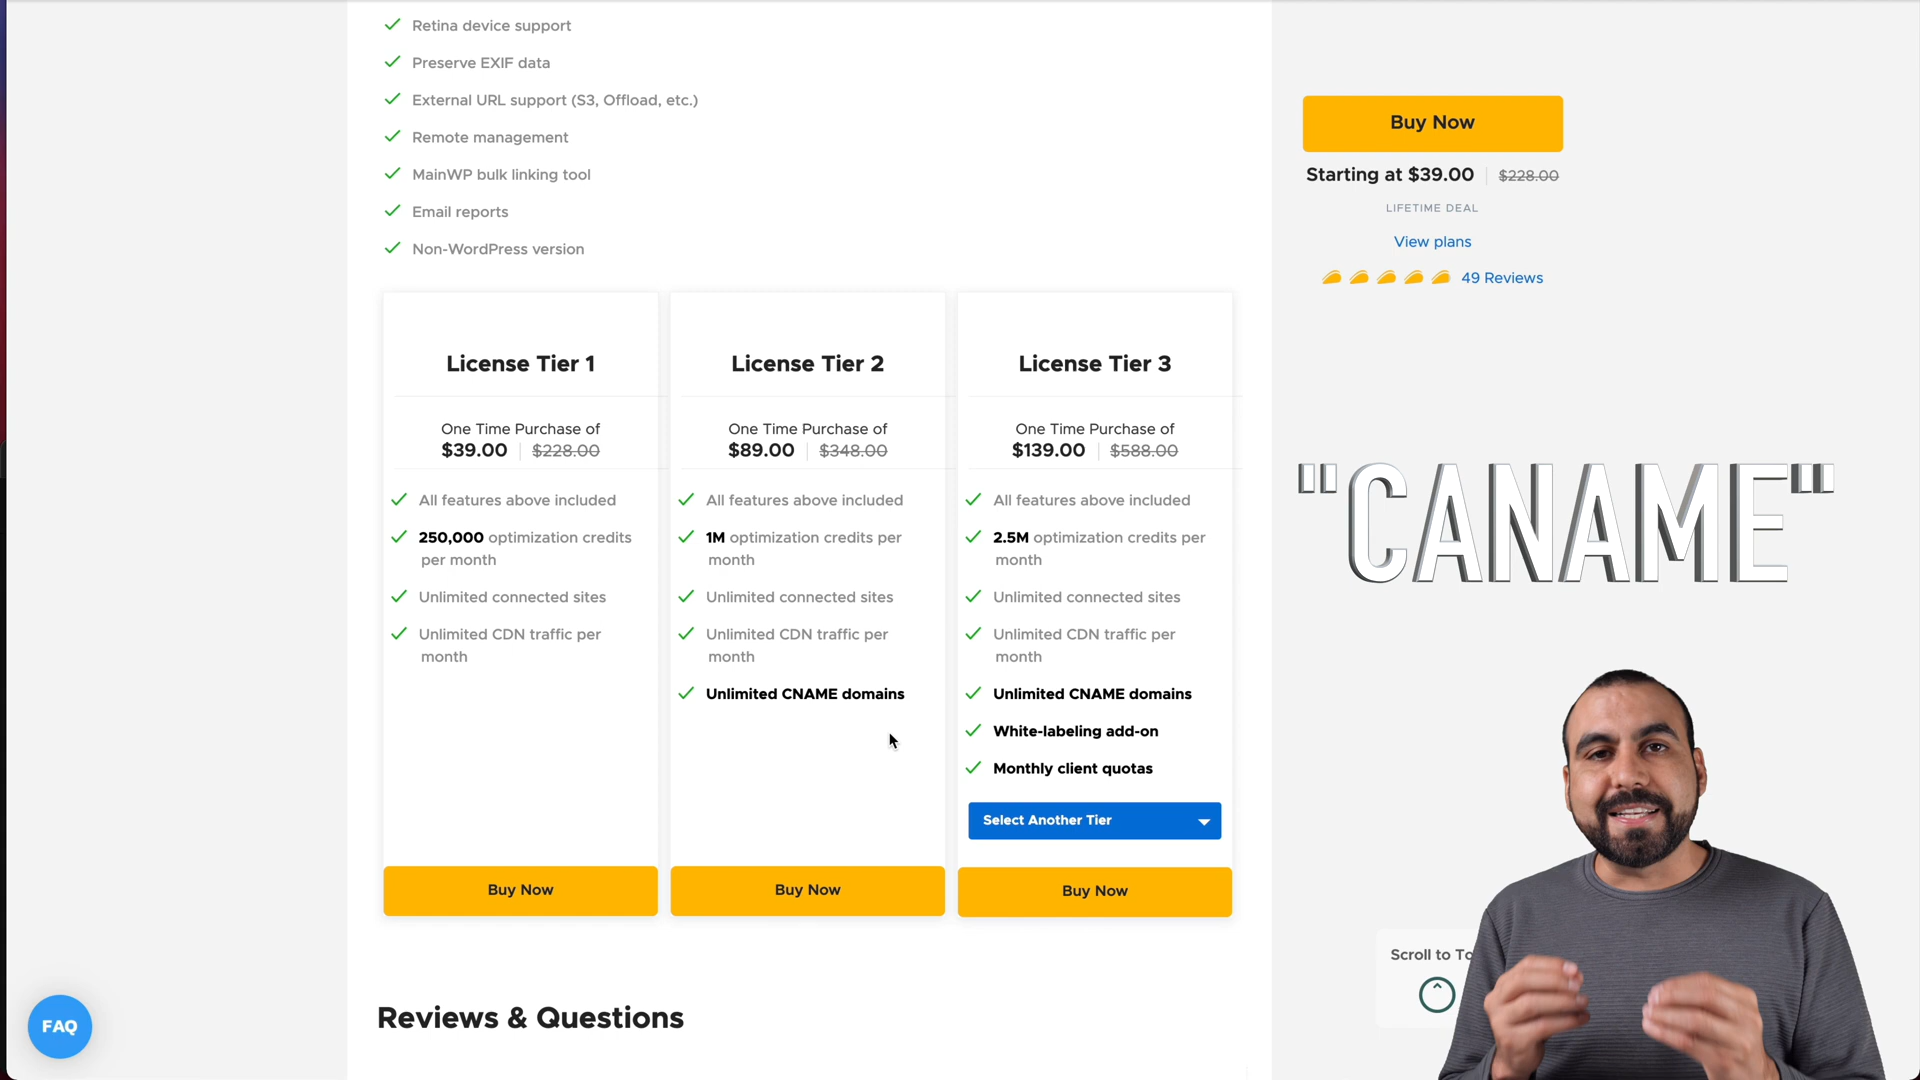 Retina device support
Preserve EXIF data
External URL support (S3, Offload, etc.)
Remote management
MainWP bulk linking tool
Email reports
Non-WordPress version
Buy Now
Starting at $39.00 $228.00
LIFETIME DEAL
View plans
49 Reviews
License Tier 1
One Time Purchase of
$39.00 $228.00
All features above included
250,000 optimization credits
per month
Unlimited connected sites
Unlimited CDN traffic per
month
Buy Now
License Tier 2
One Time Purchase of
$89.00 $348.00
All features above included
1M optimization credits per
month
Unlimited connected sites
Unlimited CDN traffic per
month
Unlimited CNAME domains
Buy Now
License Tier 3
One Time Purchase of
$139.00 $588.00
All features above included
2.5M optimization credits per
month
Unlimited connected sites
Unlimited CDN traffic per
month
Unlimited CNAME domains
White-labeling add-on
Monthly client quotas
Select Another Tier
Buy Now
"CANAME"
Scroll to
Reviews & Questions
FAQ